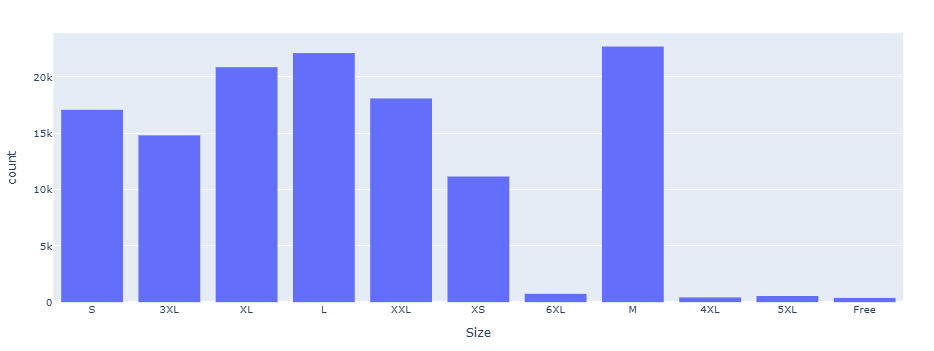 count
20k
15k
10k
5k
0
S 3XL XL L XXL XS 6XL M 4XL 5XL Free
Size